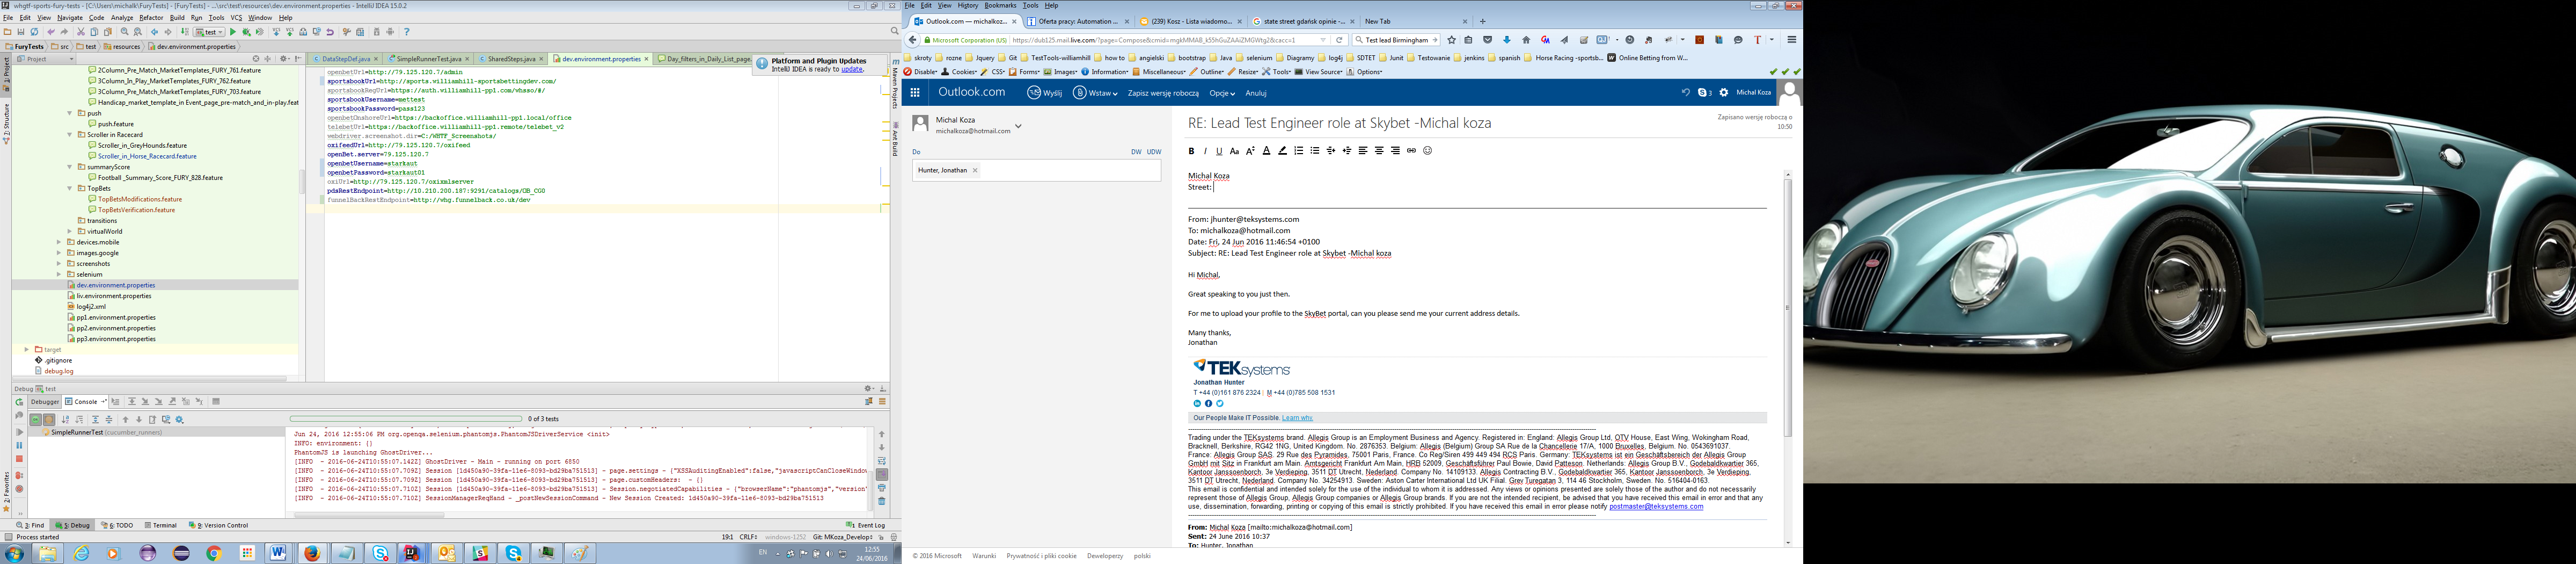 whgtf-sports-fury-tests - [C:\Users\michalk\FuryTests] - [FuryTests] - ...\src\test\resources\dev.environment.properties - IntelliJ IDEA 15.0.2
File Edit View Navigate Code Analyze Refactor Build Run Tools VCS Window Help
test
FuryTests src test resources dev.environment.properties
Project
DataStepDef.java SimpleRunnerTest.java SharedSteps.java dev.environment.properties Day_filters_in_Daily_List_page.
Platform and Plugin Updates
IntelliJ IDEA is ready to update.
2Column_Pre_Match_MarketTemplates_FURY_761.feature
3Column_In_Play_MarketTemplates_FURY_762.feature
3Column_Pre_Match_MarketTemplates_FURY_703.feature
Handicap_market_template in Event_page_pre-match_and_in-play.feat
push
push.feature
Scroller in Racecard
Scroller_in_GreyHounds.feature
Scroller_in_Horse_Racecard.feature
summaryScore
Football _Summary_Score_FURY_828.feature
TopBets
TopBetsModifications.feature
TopBetsVerification.feature
transitions
virtualWorld
devices.mobile
images.google
screenshots
selenium
dev.environment.properties
liv.environment.properties
log4j2.xml
pp1.environment.properties
pp2.environment.properties
pp3.environment.properties
target
.gitignore
debug.log
openbetUrl=http://79.125.120.7/admin
sportsbookUrl=http://sports.williamhill-sportsbettingdev.com/
sportsbookRegUrl=https://auth.williamhill-pp1.com/vhsso/#/
sportsbookUsername=mettest
sportsbookPassword=pass123
openbetOnshoreUrl=https://backoffice.williamhill-pp1.local/office
telebetUrl=https://backoffice.williamhill-pp1.remote/telebet_v2
webdriver.screenshot.dir=C:/WHTF_Screenshots/
oxifeedUrl=http://79.125.120.7/oxifeed
openBet.server=79.125.120.7
openbetUsername=starkaut
openbetPassword=starkaut01
oxiUrl=http://79.125.120.7/oxixmlserver
pdsRestEndpoint=http://10.210.200.187:9291/catalogs/OB_CG0
funnelBackRestEndpoint=http://whg.funnelback.co.uk/dev
1: Project
7: Structure
2: Favorites
Maven Projects
Ant Build
Debug test
Debugger Console
0 of 3 tests
SimpleRunnerTest (cucumber_runners)
Jun 24, 2016 12:55:06 PM org.openqa.selenium.phantomjs.PhantomJSDriverService <init>
INFO: environment: {}
PhantomJS is launching GhostDriver...
[INFO - 2016-06-24T10:55:07.142Z] GhostDriver - Main - running on port 6850
[INFO - 2016-06-24T10:55:07.709Z] Session [1d450a90-39fa-11e6-8093-bd29ba751513] - page.settings - {"XSSAuditingEnabled":false,"javascriptCanCloseWindow
[INFO - 2016-06-24T10:55:07.709Z] Session [1d450a90-39fa-11e6-8093-bd29ba751513] - page.customHeaders: - {}
[INFO - 2016-06-24T10:55:07.710Z] Session [1d450a90-39fa-11e6-8093-bd29ba751513] - Session.negotiatedCapabilities - {"browserName":"phantomjs","version"
[INFO - 2016-06-24T10:55:07.710Z] SessionManagerReqHand - _postNewSessionCommand - New Session Created: 1d450a90-39fa-11e6-8093-bd29ba751513
3: Find 5: Debug 6: TODO Terminal 9: Version Control 1 Event Log
Process started 19:1 CRLF windows-1252 Git: MKoza_Develop
EN 12:55
24/06/2016
File Edit View History Bookmarks Tools Help
Outlook.com — michalkoz... Oferta pracy: Automation ... (239) Kosz - Lista wiadomo... state street gdańsk opinie -... New Tab
Microsoft Corporation (US) https://dub125.mail.live.com/?page=Compose&cmid=mgkMMAB_k55hGuZAAiZMGWtg2&cacc=1 Test lead Birmingham
skroty rozne Jquery Git TestTools-williamhill how to angielski bootstrap Java selenium Diagramy log4j SDTET Junit Testowanie jenkins spanish Horse Racing -sportsb... Online Betting from W...
Disable Cookies CSS Forms Images Information Miscellaneous Outline Resize Tools View Source Options
Outlook.com Wyślij Wstaw Zapisz wersję roboczą Opcje Anuluj 3 Michal Koza
Michal Koza
michalkoza@hotmail.com
Do DW UDW
Hunter, Jonathan
RE: Lead Test Engineer role at Skybet -Michal koza
Zapisano wersję roboczą o
10:50
Michal Koza
Street:
From: jhunter@teksystems.com
To: michalkoza@hotmail.com
Date: Fri, 24 Jun 2016 11:46:54 +0100
Subject: RE: Lead Test Engineer role at Skybet -Michal koza
Hi Michal,
Great speaking to you just then.
For me to upload your profile to the SkyBet portal, can you please send me your current address details.
Many thanks,
Jonathan
TEKsystems
Jonathan Hunter
T +44 (0)161 876 2324 | M +44 (0)785 508 1531
Our People Make IT Possible. Learn why.
Trading under the TEKsystems brand. Allegis Group is an Employment Business and Agency. Registered in: England: Allegis Group Ltd, OTV House, East Wing, Wokingham Road,
Bracknell, Berkshire, RG42 1NG, United Kingdom. No. 2876353. Belgium: Allegis (Belgium) Group SA Rue de la Chancellerie 17/A, 1000 Bruxelles, Belgium. No. 0543691037.
France: Allegis Group SAS. 29 Rue des Pyramides, 75001 Paris, France. Co Reg/Siren 499 449 494 RCS Paris. Germany: TEKsystems ist ein Geschäftsbereich der Allegis Group
GmbH mit Sitz in Frankfurt am Main. Amtsgericht Frankfurt Am Main, HRB 52009, Geschäftsführer Paul Bowie, David Patteson. Netherlands: Allegis Group B.V., Godebaldkwartier 365,
Kantoor Janssoenborch, 3e Verdieping, 3511 DT Utrecht, Nederland. Company No. 14109133. Allegis Contracting B.V., Godebaldkwartier 365, Kantoor Janssoenborch, 3e Verdieping,
3511 DT Utrecht, Nederland. Company No. 34254913. Sweden: Aston Carter International Ltd UK Filial. Grev Turegatan 3, 114 46 Stockholm, Sweden. No. 516404-0163.
This email is confidential and intended solely for the use of the individual to whom it is addressed. Any views or opinions presented are solely those of the author and do not necessarily
represent those of Allegis Group, Allegis Group companies or Allegis Group brands. If you are not the intended recipient, be advised that you have received this email in error and that any
use, dissemination, forwarding, printing or copying of this email is strictly prohibited. If you have received this email in error please notify postmaster@teksystems.com
From: Michal Koza [mailto:michalkoza@hotmail.com]
Sent: 24 June 2016 10:37
To: Hunter, Jonathan
© 2016 Microsoft Warunki Prywatność i pliki cookie Deweloperzy polski